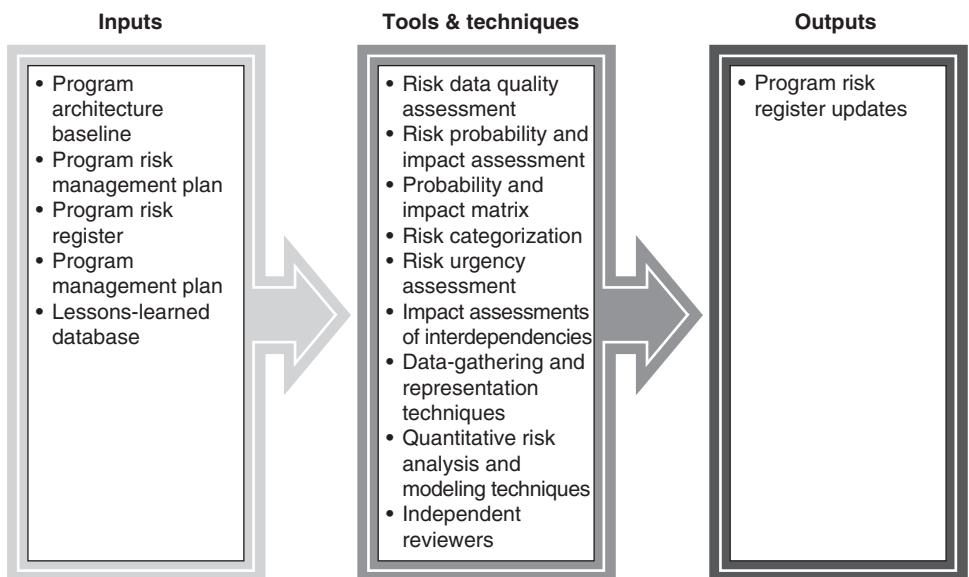 Inputs
• Program
architecture
baseline
• Program risk
management plan
• Program risk
register
• Program
management plan
• Lessons-learned
database
Tools & techniques
• Risk data quality
assessment
• Risk probability and
impact assessment
• Probability and
impact matrix
• Risk categorization
• Risk urgency
assessment
• Impact assessments
of interdependencies
• Data-gathering and
representation
techniques
• Quantitative risk
analysis and
modeling techniques
• Independent
reviewers
Outputs
• Program risk
register updates